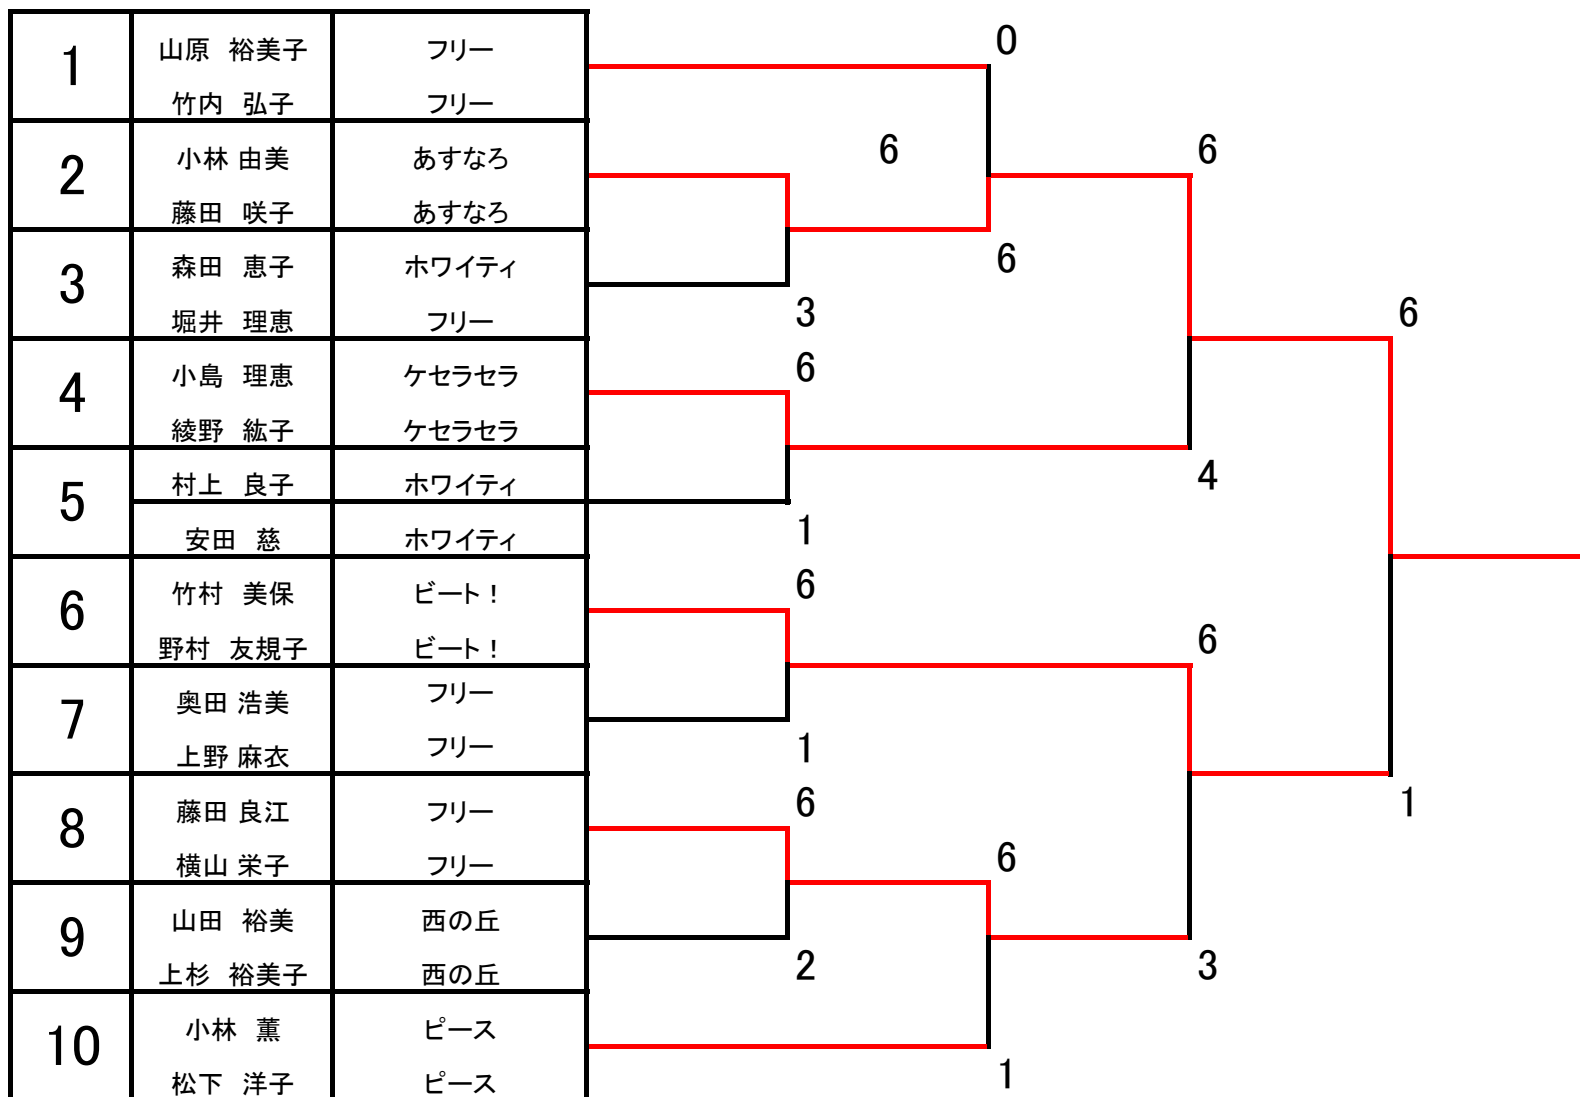 1 山原 裕美子 フリー 0
竹内 弘子 フリー
2 小林 由美 あすなろ 6 6
藤田 咲子 あすなろ
3 森田 恵子 ホワイティ 6
堀井 理恵 フリー 3 6
4 小島 理恵 ケセラセラ 6
綾野 紘子 ケセラセラ
5 村上 良子 ホワイティ 4
安田 慈 ホワイティ 1
6 竹村 美保 ビート！ 6
野村 友規子 ビート！ 6
7 奥田 浩美 フリー
上野 麻衣 フリー 1
8 藤田 良江 フリー 6 1
横山 栄子 フリー 6
9 山田 裕美 西の丘
上杉 裕美子 西の丘 2 3
10 小林 薫 ピース
松下 洋子 ピース 1